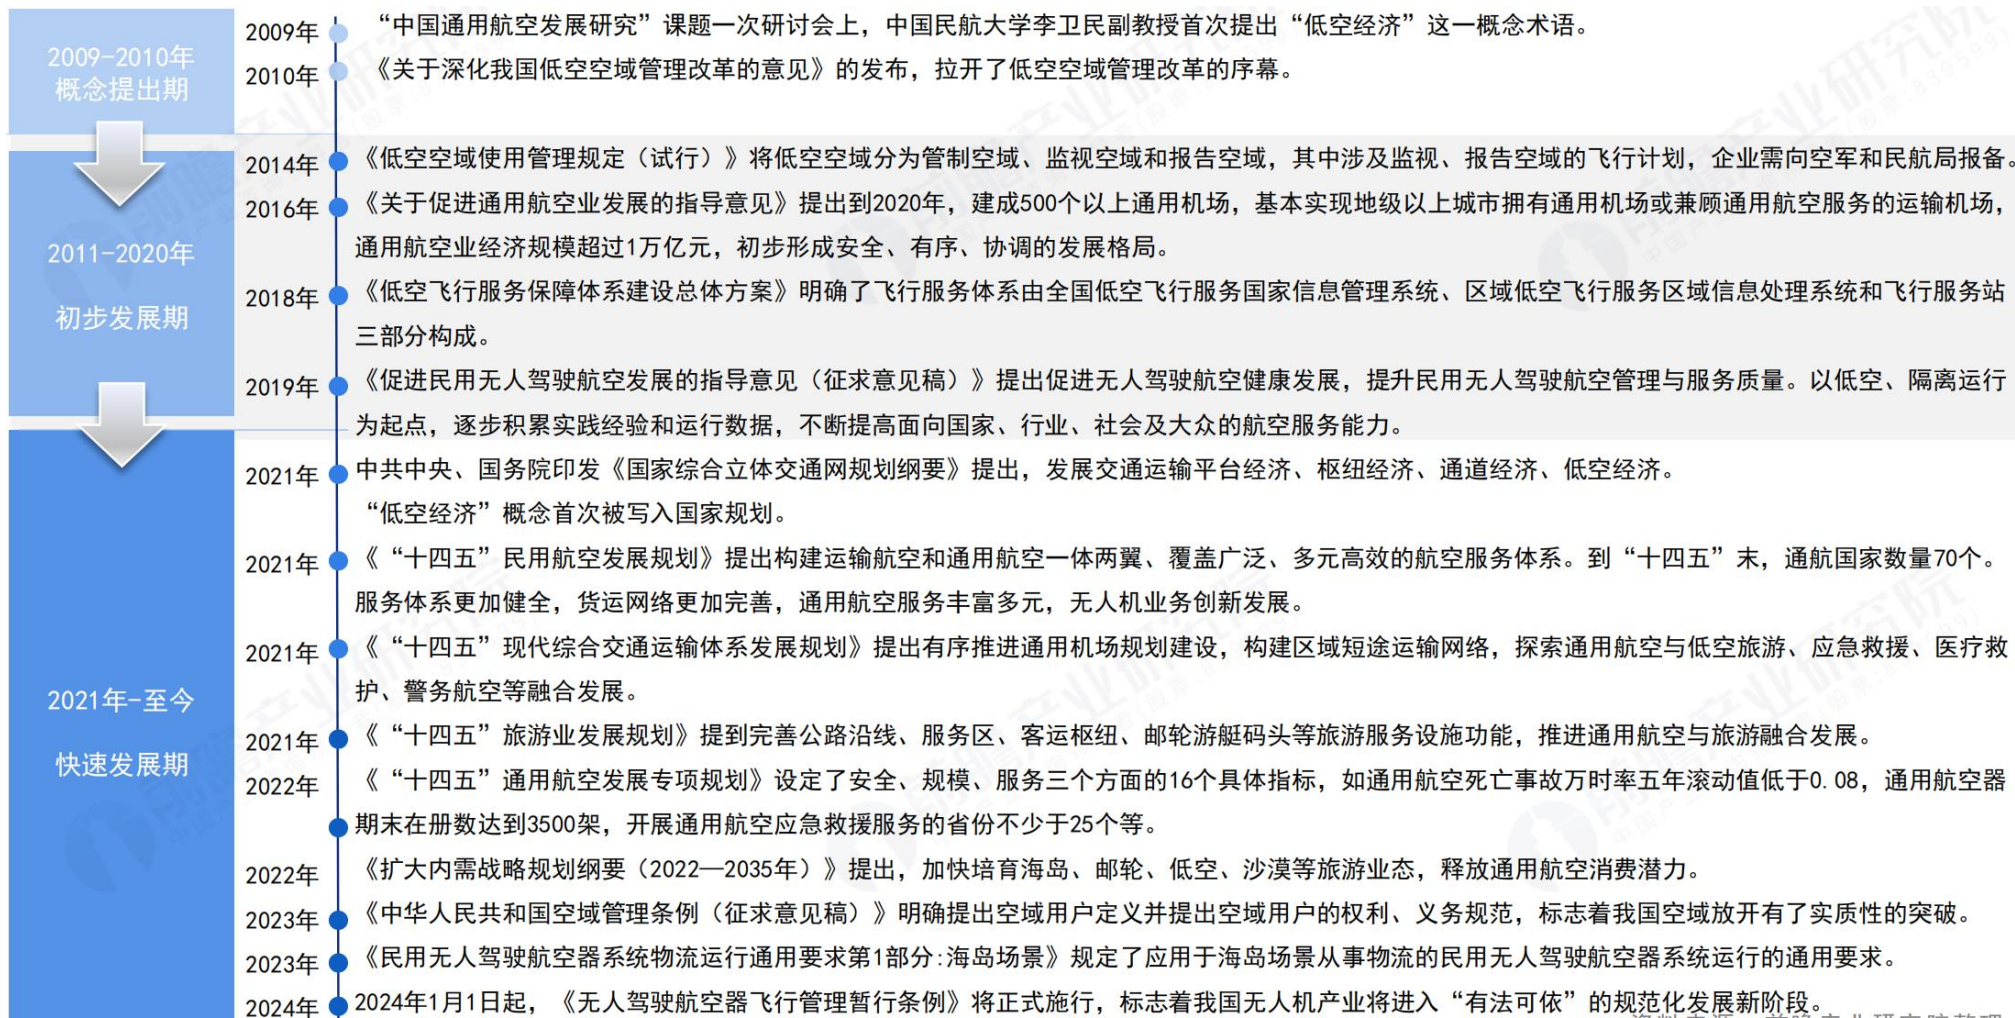 2009-2010年
概念提出期
2009年
“中国通用航空发展研究”课题一次研讨会上，中国民航大学李卫民副教授首次提出“低空经济”这一概念术语。
2010年
《关于深化我国低空空域管理改革的意见》的发布，拉开了低空空域管理改革的序幕。
2011-2020年
初步发展期
2014年
《低空空域使用管理规定（试行）》将低空空域分为管制空域、监视空域和报告空域，其中涉及监视、报告空域的飞行计划，企业需向空军和民航局报备。
2016年
《关于促进通用航空业发展的指导意见》提出到2020年，建成500个以上通用机场，基本实现地级以上城市拥有通用机场或兼顾通用航空服务的运输机场，
通用航空业经济规模超过1万亿元，初步形成安全、有序、协调的发展格局。
2018年
《低空飞行服务保障体系建设总体方案》明确了飞行服务体系由全国低空飞行服务国家信息管理系统、区域低空飞行服务区域信息处理系统和飞行服务站
三部分构成。
2019年
《促进民用无人驾驶航空发展的指导意见（征求意见稿）》提出促进无人驾驶航空健康发展，提升民用无人驾驶航空管理与服务质量。以低空、隔离运行
为起点，逐步积累实践经验和运行数据，不断提高面向国家、行业、社会及大众的航空服务能力。
2021年-至今
快速发展期
2021年
中共中央、国务院印发《国家综合立体交通网规划纲要》提出，发展交通运输平台经济、枢纽经济、通道经济、低空经济。
“低空经济”概念首次被写入国家规划。
2021年
《“十四五”民用航空发展规划》提出构建运输航空和通用航空一体两翼、覆盖广泛、多元高效的航空服务体系。到“十四五”末，通航国家数量70个。
服务体系更加健全，货运网络更加完善，通用航空服务丰富多元，无人机业务创新发展。
2021年
《“十四五”现代综合交通运输体系发展规划》提出有序推进通用机场规划建设，构建区域短途运输网络，探索通用航空与低空旅游、应急救援、医疗救
护、警务航空等融合发展。
2021年
《“十四五”旅游业发展规划》提到完善公路沿线、服务区、客运枢纽、邮轮游艇码头等旅游服务设施功能，推进通用航空与旅游融合发展。
2022年
《“十四五”通用航空发展专项规划》设定了安全、规模、服务三个方面的16个具体指标，如通用航空死亡事故万时率五年滚动值低于0.08，通用航空器
期末在册数达到3500架，开展通用航空应急救援服务的省份不少于25个等。
2022年
《扩大内需战略规划纲要（2022—2035年）》提出，加快培育海岛、邮轮、低空、沙漠等旅游业态，释放通用航空消费潜力。
2023年
《中华人民共和国空域管理条例（征求意见稿）》明确提出空域用户定义并提出空域用户的权利、义务规范，标志着我国空域放开有了实质性的突破。
2023年
《民用无人驾驶航空器系统物流运行通用要求第1部分:海岛场景》规定了应用于海岛场景从事物流的民用无人驾驶航空器系统运行的通用要求。
2024年
2024年1月1日起，《无人驾驶航空器飞行管理暂行条例》将正式施行，标志着我国无人机产业将进入“有法可依”的规范化发展新阶段。
前瞻产业研究院